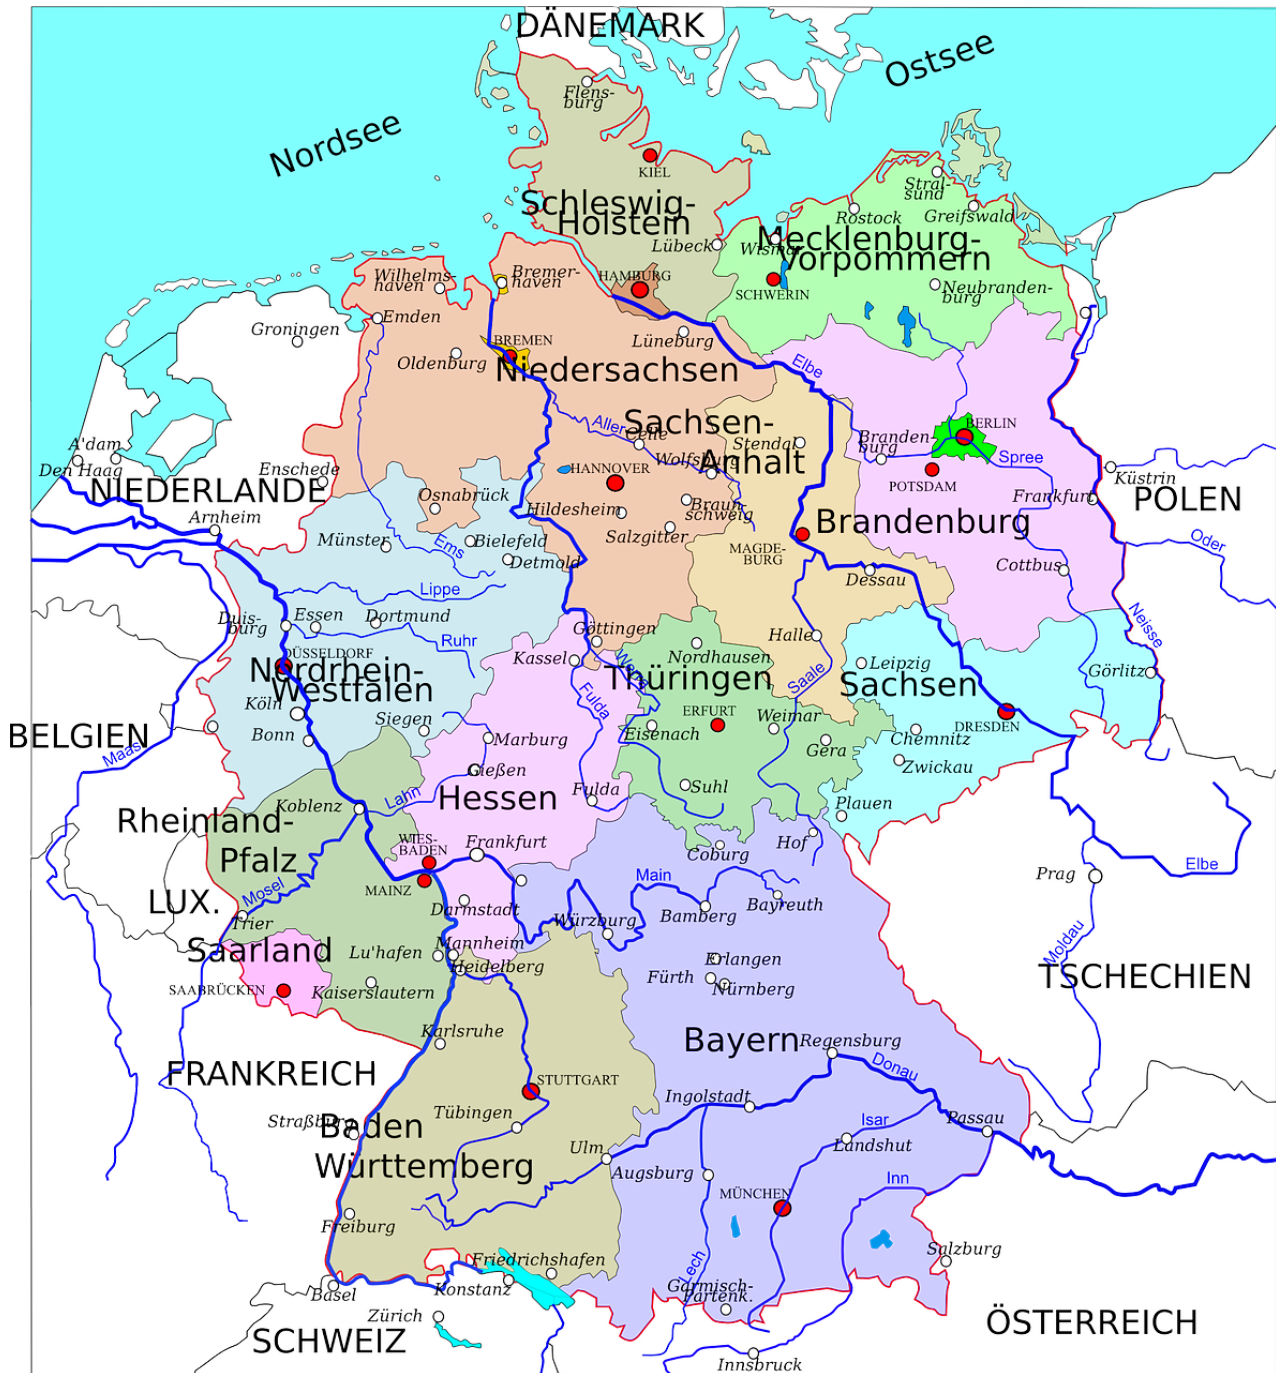 DÄNEMARK
Ostsee
Nordsee
Flens-
burg
KIEL
Schleswig-
Holstein
Lübeck
Stral-
sund
Rostock
Greifswald
Wismar
Mecklenburg-
Vorpommern
SCHWERIN
Neubranden-
burg
HAMBURG
Wilhelms-
haven
Bremer-
haven
Emden
Groningen
Oldenburg
BREMEN
Lüneburg
Niedersachsen
Elbe
Aller
Celle
Sachsen-
Anhalt
Stendal
Wolfsburg
HANNOVER
Branden-
burg
BERLIN
Spree
POTSDAM
Küstrin
Frankfurt
POLEN
A'dam
Den Haag
Enschede
NIEDERLANDE
Arnheim
Osnabrück
Hildesheim
Braun-
schweig
Salzgitter
Brandenburg
MAGDE-
BURG
Münster
Bielefeld
Ems
Detmold
Dessau
Cottbus
Oder
Neisse
Lippe
Duis-
burg
Essen
Dortmund
Ruhr
DÜSSELDORF
Nordrhein-
Westfalen
Göttingen
Kassel
Werra
Fulda
Nordhausen
Thüringen
Halle
Saale
Leipzig
Sachsen
Görlitz
Köln
Bonn
Siegen
ERFURT
Weimar
Eisenach
Gera
DRESDEN
Chemnitz
Zwickau
BELGIEN
Maas
Marburg
Gießen
Hessen
Lahn
Fulda
Suhl
Plauen
Koblenz
Rheinland-
Pfalz
WIES-
BADEN
Frankfurt
Coburg
Hof
Elbe
Prag
MAINZ
Mosel
LUX.
Trier
Darmstadt
Main
Würzburg
Bamberg
Bayreuth
Moldau
Saarland
SAABRÜCKEN
Lu'hafen
Mannheim
Heidelberg
Kaiserslautern
Erlangen
Fürth
Nürnberg
TSCHECHIEN
Karlsruhe
Bayern
Regensburg
Donau
FRANKREICH
STUTTGART
Ingolstadt
Straßburg
Baden
Württemberg
Tübingen
Ulm
Isar
Passau
Landshut
Augsburg
MÜNCHEN
Inn
Freiburg
Lech
Salzburg
Friedrichshafen
Konstanz
Garmisch-
Partenk.
Basel
Zürich
SCHWEIZ
ÖSTERREICH
Innsbruck